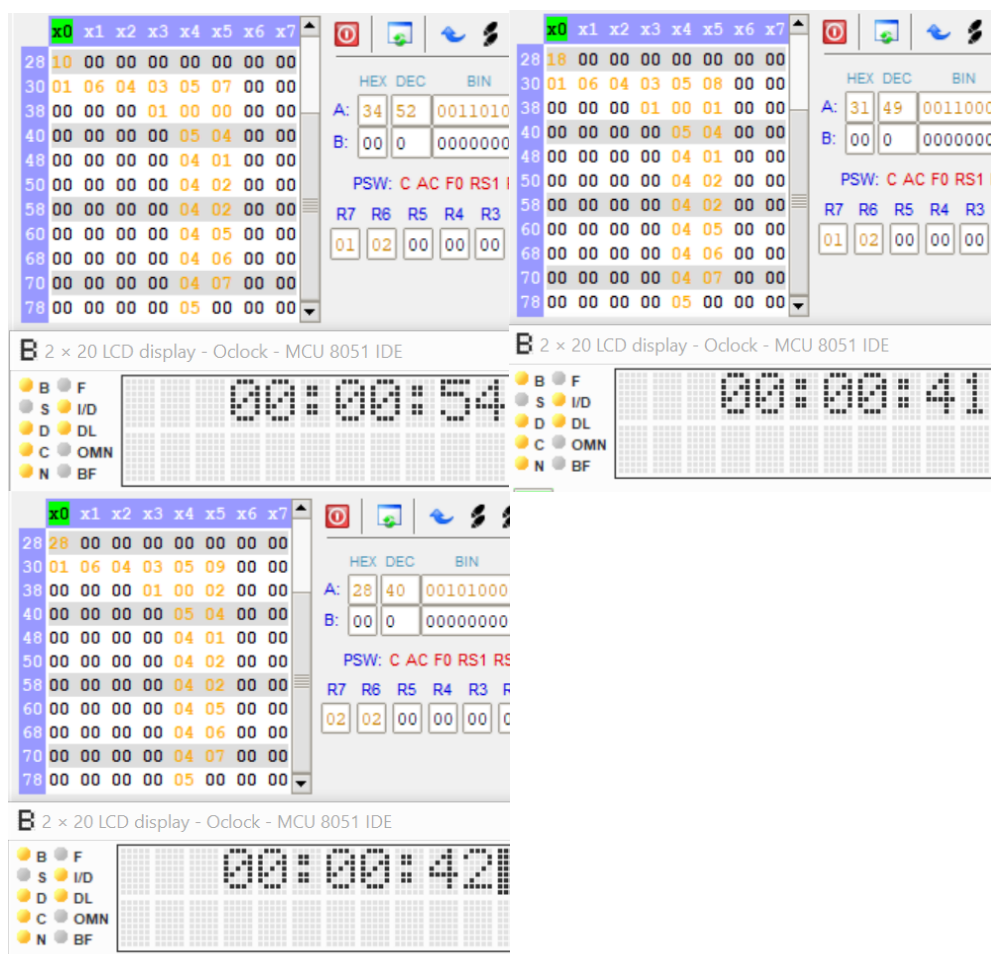 x0 x1 x2 x3 x4 x5 x6 x7
28 10 00 00 00 00 00 00 00
30 01 06 04 03 05 07 00 00
38 00 00 00 01 00 00 00 00
40 00 00 00 00 05 04 00 00
48 00 00 00 00 04 01 00 00
50 00 00 00 00 04 02 00 00
58 00 00 00 00 04 02 00 00
60 00 00 00 00 04 05 00 00
68 00 00 00 00 04 06 00 00
70 00 00 00 00 04 07 00 00
78 00 00 00 00 05 00 00 00
HEX DEC BIN
A: 34 52 0011010
B: 00 0 0000000
PSW: C AC F0 RS1
R7 R6 R5 R4 R3
01 02 00 00 00
B 2 × 20 LCD display - Oclock - MCU 8051 IDE
B F
S I/D
D DL
C OMN
N BF
00:00:54
x0 x1 x2 x3 x4 x5 x6 x7
28 18 00 00 00 00 00 00 00
30 01 06 04 03 05 08 00 00
38 00 00 00 01 00 01 00 00
40 00 00 00 00 05 04 00 00
48 00 00 00 00 04 01 00 00
50 00 00 00 00 04 02 00 00
58 00 00 00 00 04 02 00 00
60 00 00 00 00 04 05 00 00
68 00 00 00 00 04 06 00 00
70 00 00 00 00 04 07 00 00
78 00 00 00 00 05 00 00 00
HEX DEC BIN
A: 31 49 0011000
B: 00 0 0000000
PSW: C AC F0 RS1
R7 R6 R5 R4 R3
01 02 00 00 00
B 2 × 20 LCD display - Oclock - MCU 8051 IDE
B F
S I/D
D DL
C OMN
N BF
00:00:41
x0 x1 x2 x3 x4 x5 x6 x7
28 28 00 00 00 00 00 00 00
30 01 06 04 03 05 09 00 00
38 00 00 00 01 00 02 00 00
40 00 00 00 00 05 04 00 00
48 00 00 00 00 04 01 00 00
50 00 00 00 00 04 02 00 00
58 00 00 00 00 04 02 00 00
60 00 00 00 00 04 05 00 00
68 00 00 00 00 04 06 00 00
70 00 00 00 00 04 07 00 00
78 00 00 00 00 05 00 00 00
HEX DEC BIN
A: 28 40 00101000
B: 00 0 00000000
PSW: C AC F0 RS1 RS
R7 R6 R5 R4 R3
02 02 00 00 00
B 2 × 20 LCD display - Oclock - MCU 8051 IDE
B F
S I/D
D DL
C OMN
N BF
00:00:42